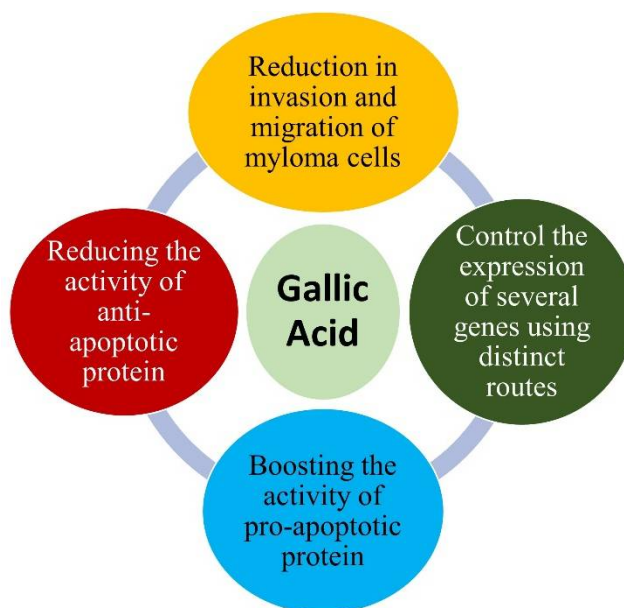 Reduction in
invasion and
migration of
myloma cells
Reducing the
activity of
anti-
apoptotic
protein
Gallic
Acid
Control the
expression
of several
genes using
distinct
routes
Boosting the
activity of
pro-apoptotic
protein